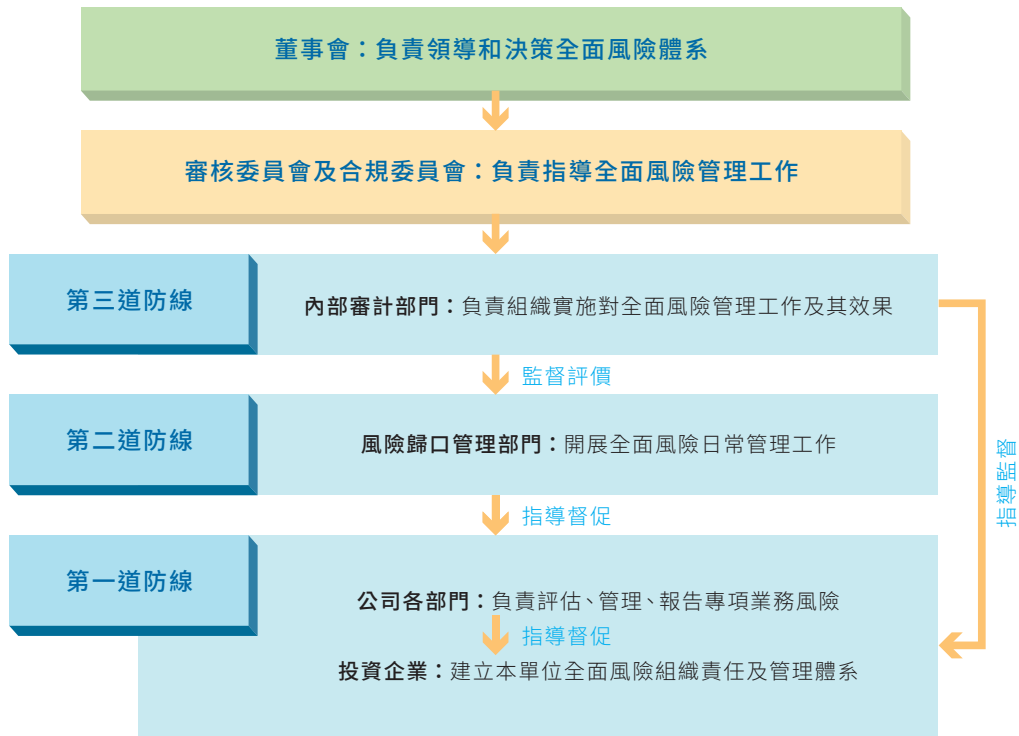 董事會：負責領導和決策全面風險體系
審核委員會及合規委員會：負責指導全面風險管理工作
第三道防線
內部審計部門：負責組織實施對全面風險管理工作及其效果
監督評價
第二道防線
風險歸口管理部門：開展全面風險日常管理工作
指導督促
第一道防線
公司各部門：負責評估、管理、報告專項業務風險
指導督促
投資企業：建立本單位全面風險組織責任及管理體系
指導監督